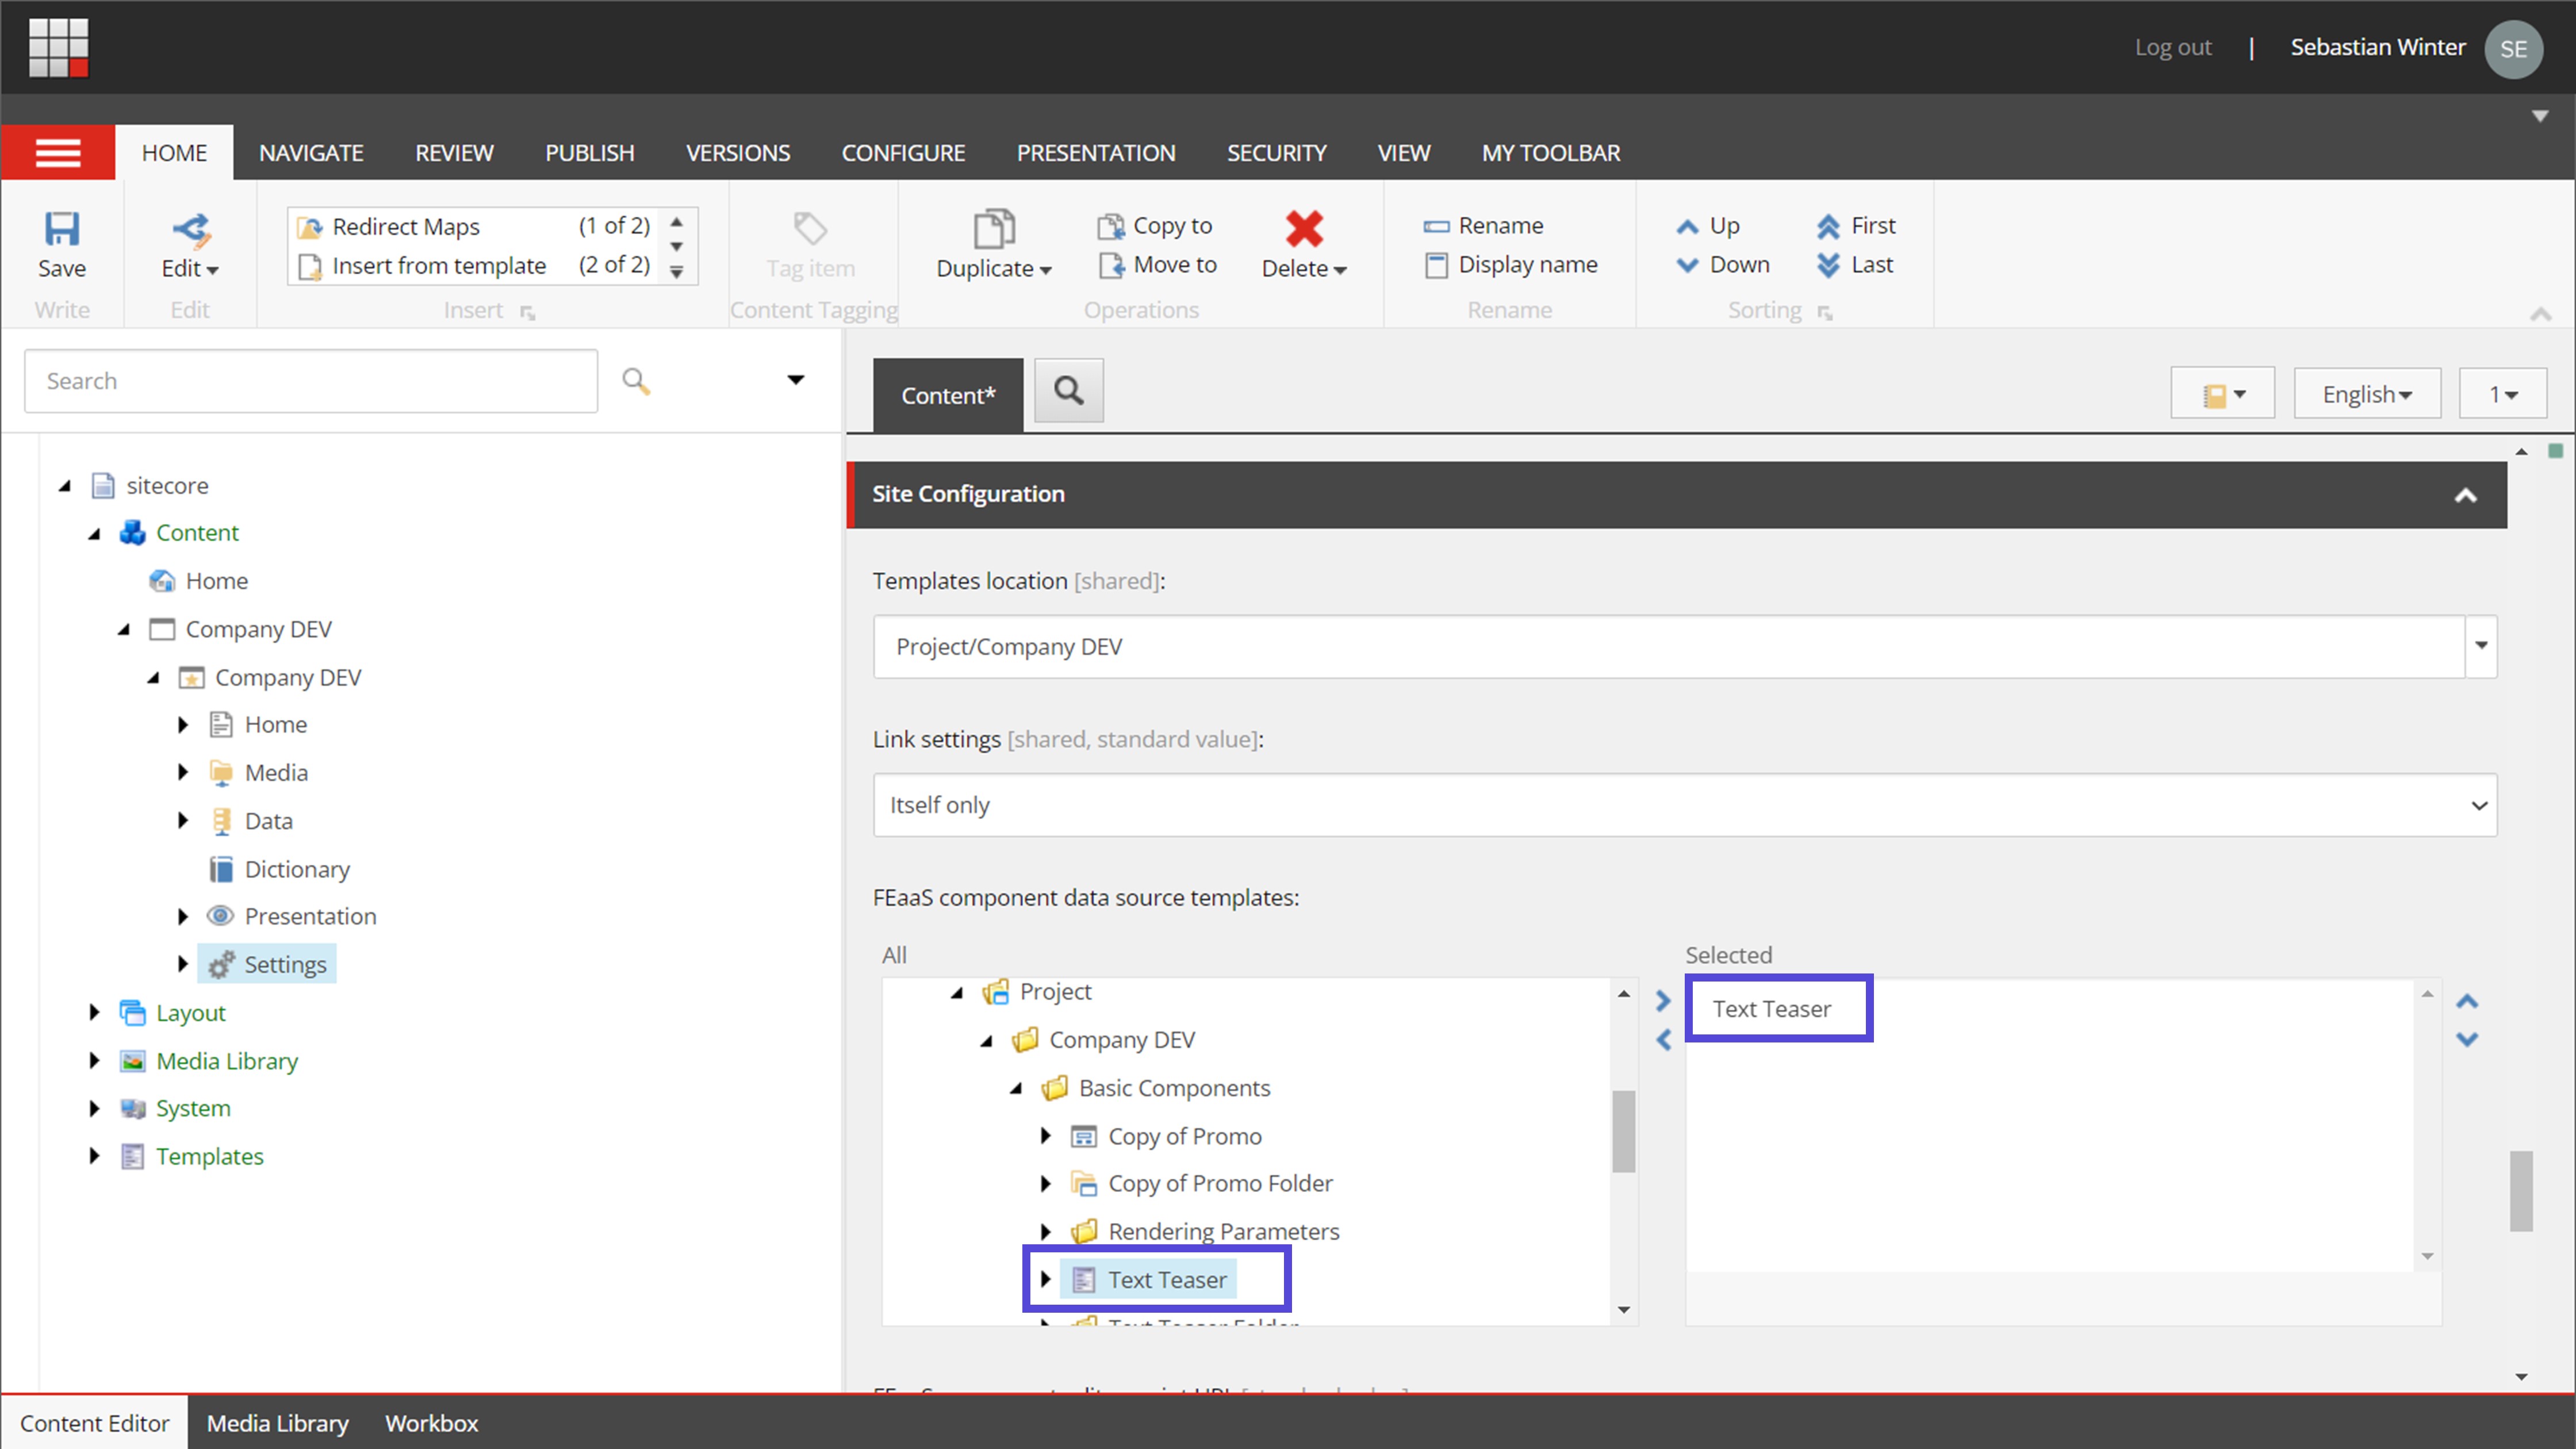 Log out | Sebastian Winter SE
HOME NAVIGATE REVIEW PUBLISH VERSIONS CONFIGURE PRESENTATION SECURITY VIEW MY TOOLBAR
Redirect Maps (1 of 2)
Insert from template (2 of 2)
Save
Edit
Tag item
Duplicate
Copy to
Move to
Delete
Rename
Display name
Up
Down
First
Last
Write
Edit
Insert
Content Tagging
Operations
Rename
Sorting
Search
sitecore
Content
Home
Company DEV
Company DEV
Home
Media
Data
Dictionary
Presentation
Settings
Layout
Media Library
System
Templates
Content*
English
1
Site Configuration
Templates location [shared]:
Project/Company DEV
Link settings [shared, standard value]:
Itself only
FEaaS component data source templates:
All
Project
Company DEV
Basic Components
Copy of Promo
Copy of Promo Folder
Rendering Parameters
Text Teaser
Text Teaser Folder
Selected
Text Teaser
Content Editor Media Library Workbox